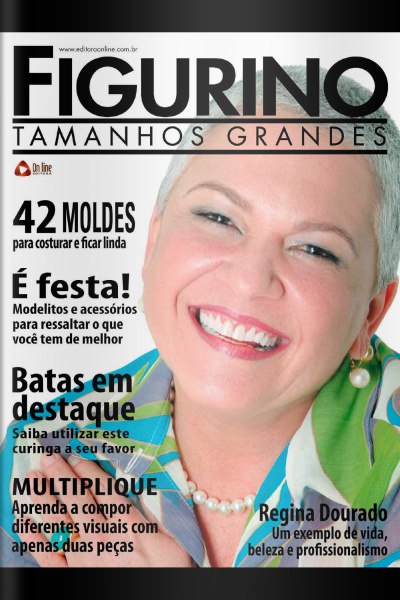 www.editoraonline.com.br
FIGURINO
TAMANHOS GRANDES
On line
EDITORA
42 MOLDES
para costurar e ficar linda
É festa!
Modelitos e acessórios
para ressaltar o que
você tem de melhor
Batas em
destaque
Saiba utilizar este
curinga a seu favor
MULTIPLIQUE
Aprenda a compor
diferentes visuais com
apenas duas peças
Regina Dourado
Um exemplo de vida,
beleza e profissionalismo